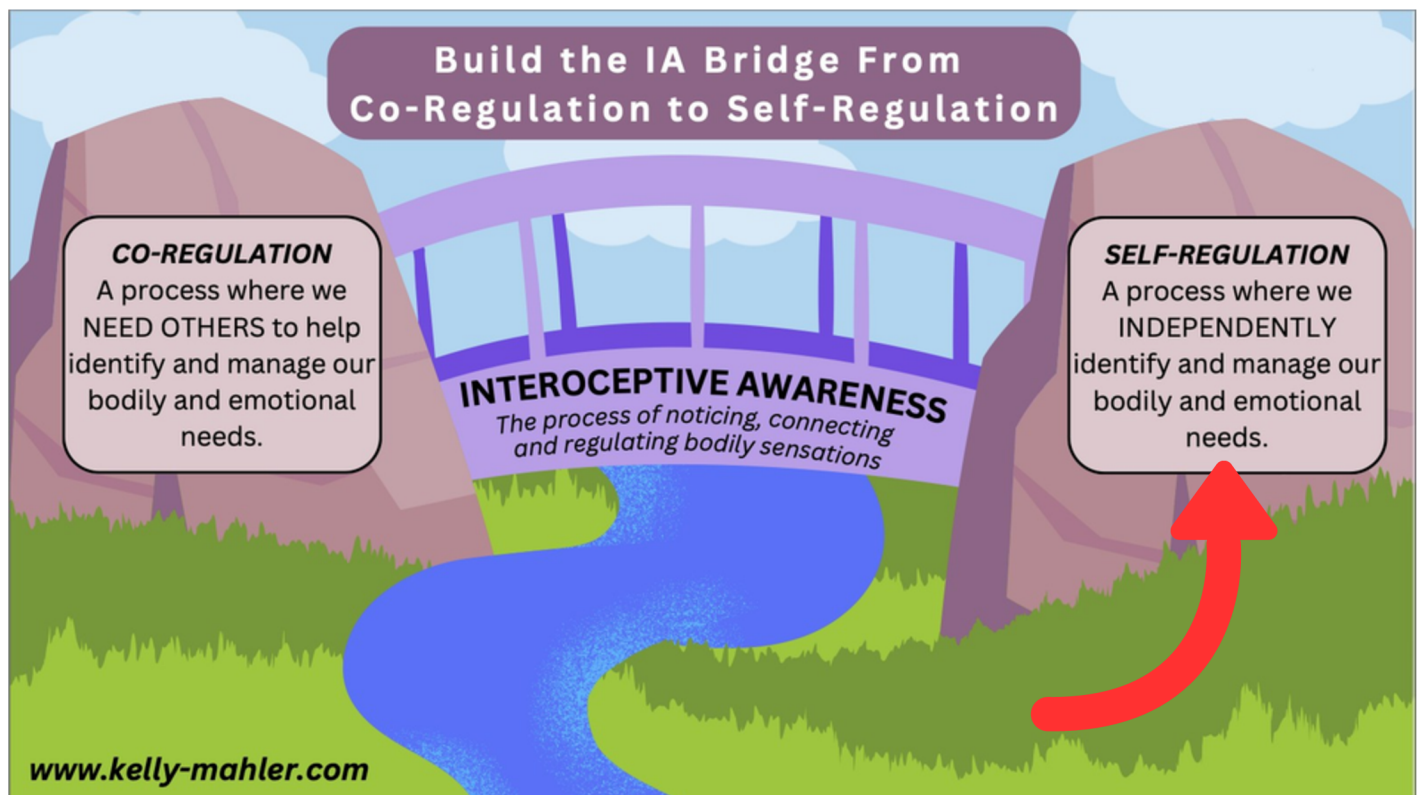 Build the IA Bridge From
Co-Regulation to Self-Regulation
CO-REGULATION
A process where we
NEED OTHERS to help
identify and manage our
bodily and emotional
needs.
INTEROCEPTIVE AWARENESS
The process of noticing, connecting
and regulating bodily sensations
SELF-REGULATION
A process where we
INDEPENDENTLY
identify and manage our
bodily and emotional
needs.
www.kelly-mahler.com